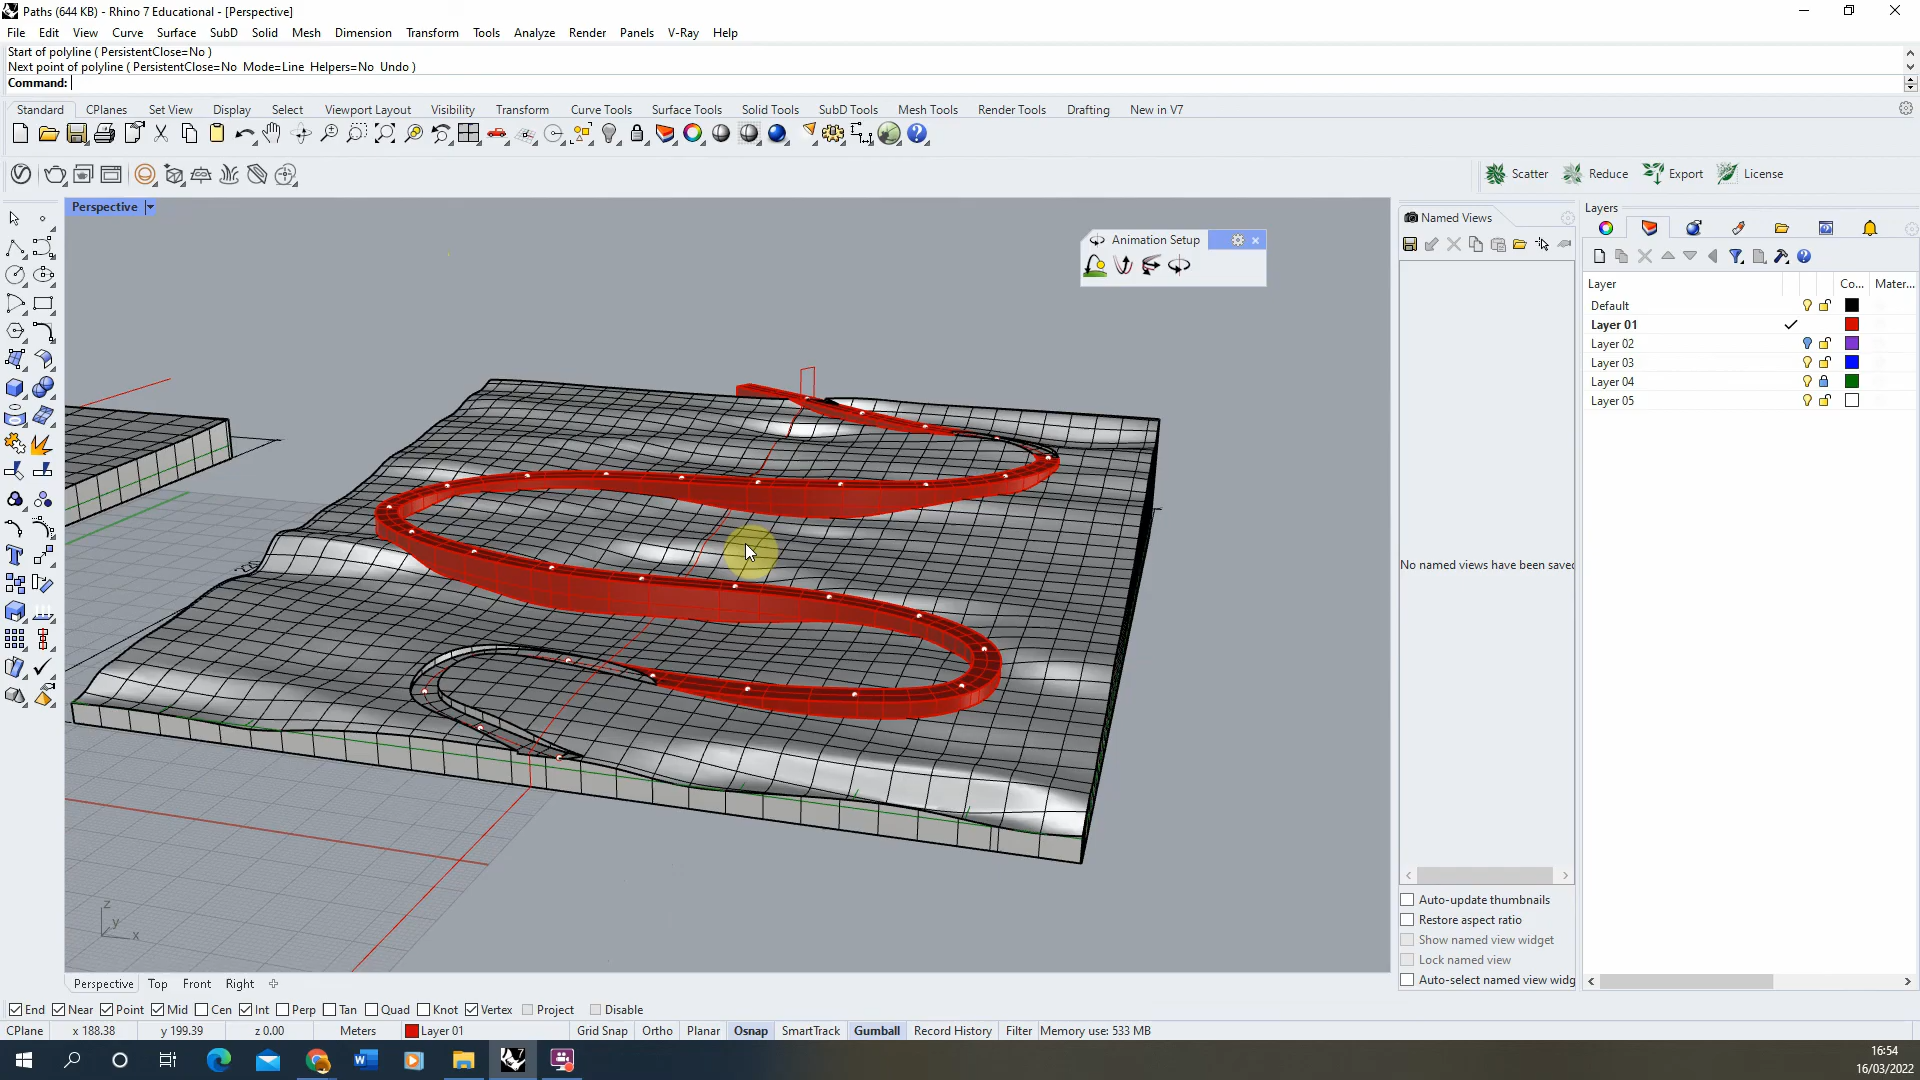 Paths (644 KB) - Rhino 7 Educational - [Perspective]
File Edit View Curve Surface SubD Solid Mesh Dimension Transform Tools Analyze Render Panels V-Ray Help
Start of polyline ( PersistentClose=No )
Next point of polyline ( PersistentClose=No Mode=Line Helpers=No Undo )
Command:
Standard CPlanes Set View Display Select Viewport Layout Visibility Transform Curve Tools Surface Tools Solid Tools SubD Tools Mesh Tools Render Tools Drafting New in V7
Scatter Reduce Export License
Perspective
Animation Setup
Named Views
No named views have been saved
Auto-update thumbnails
Restore aspect ratio
Show named view widget
Lock named view
Auto-select named view widg
Layers
Layer Co... Mater...
Default
Layer 01
Layer 02
Layer 03
Layer 04
Layer 05
z
y
x
Perspective Top Front Right
End Near Point Mid Cen Int Perp Tan Quad Knot Vertex Project Disable
CPlane x 188.38 y 199.39 z 0.00 Meters Layer 01 Grid Snap Ortho Planar Osnap SmartTrack Gumball Record History Filter Memory use: 533 MB
16:54
16/03/2022